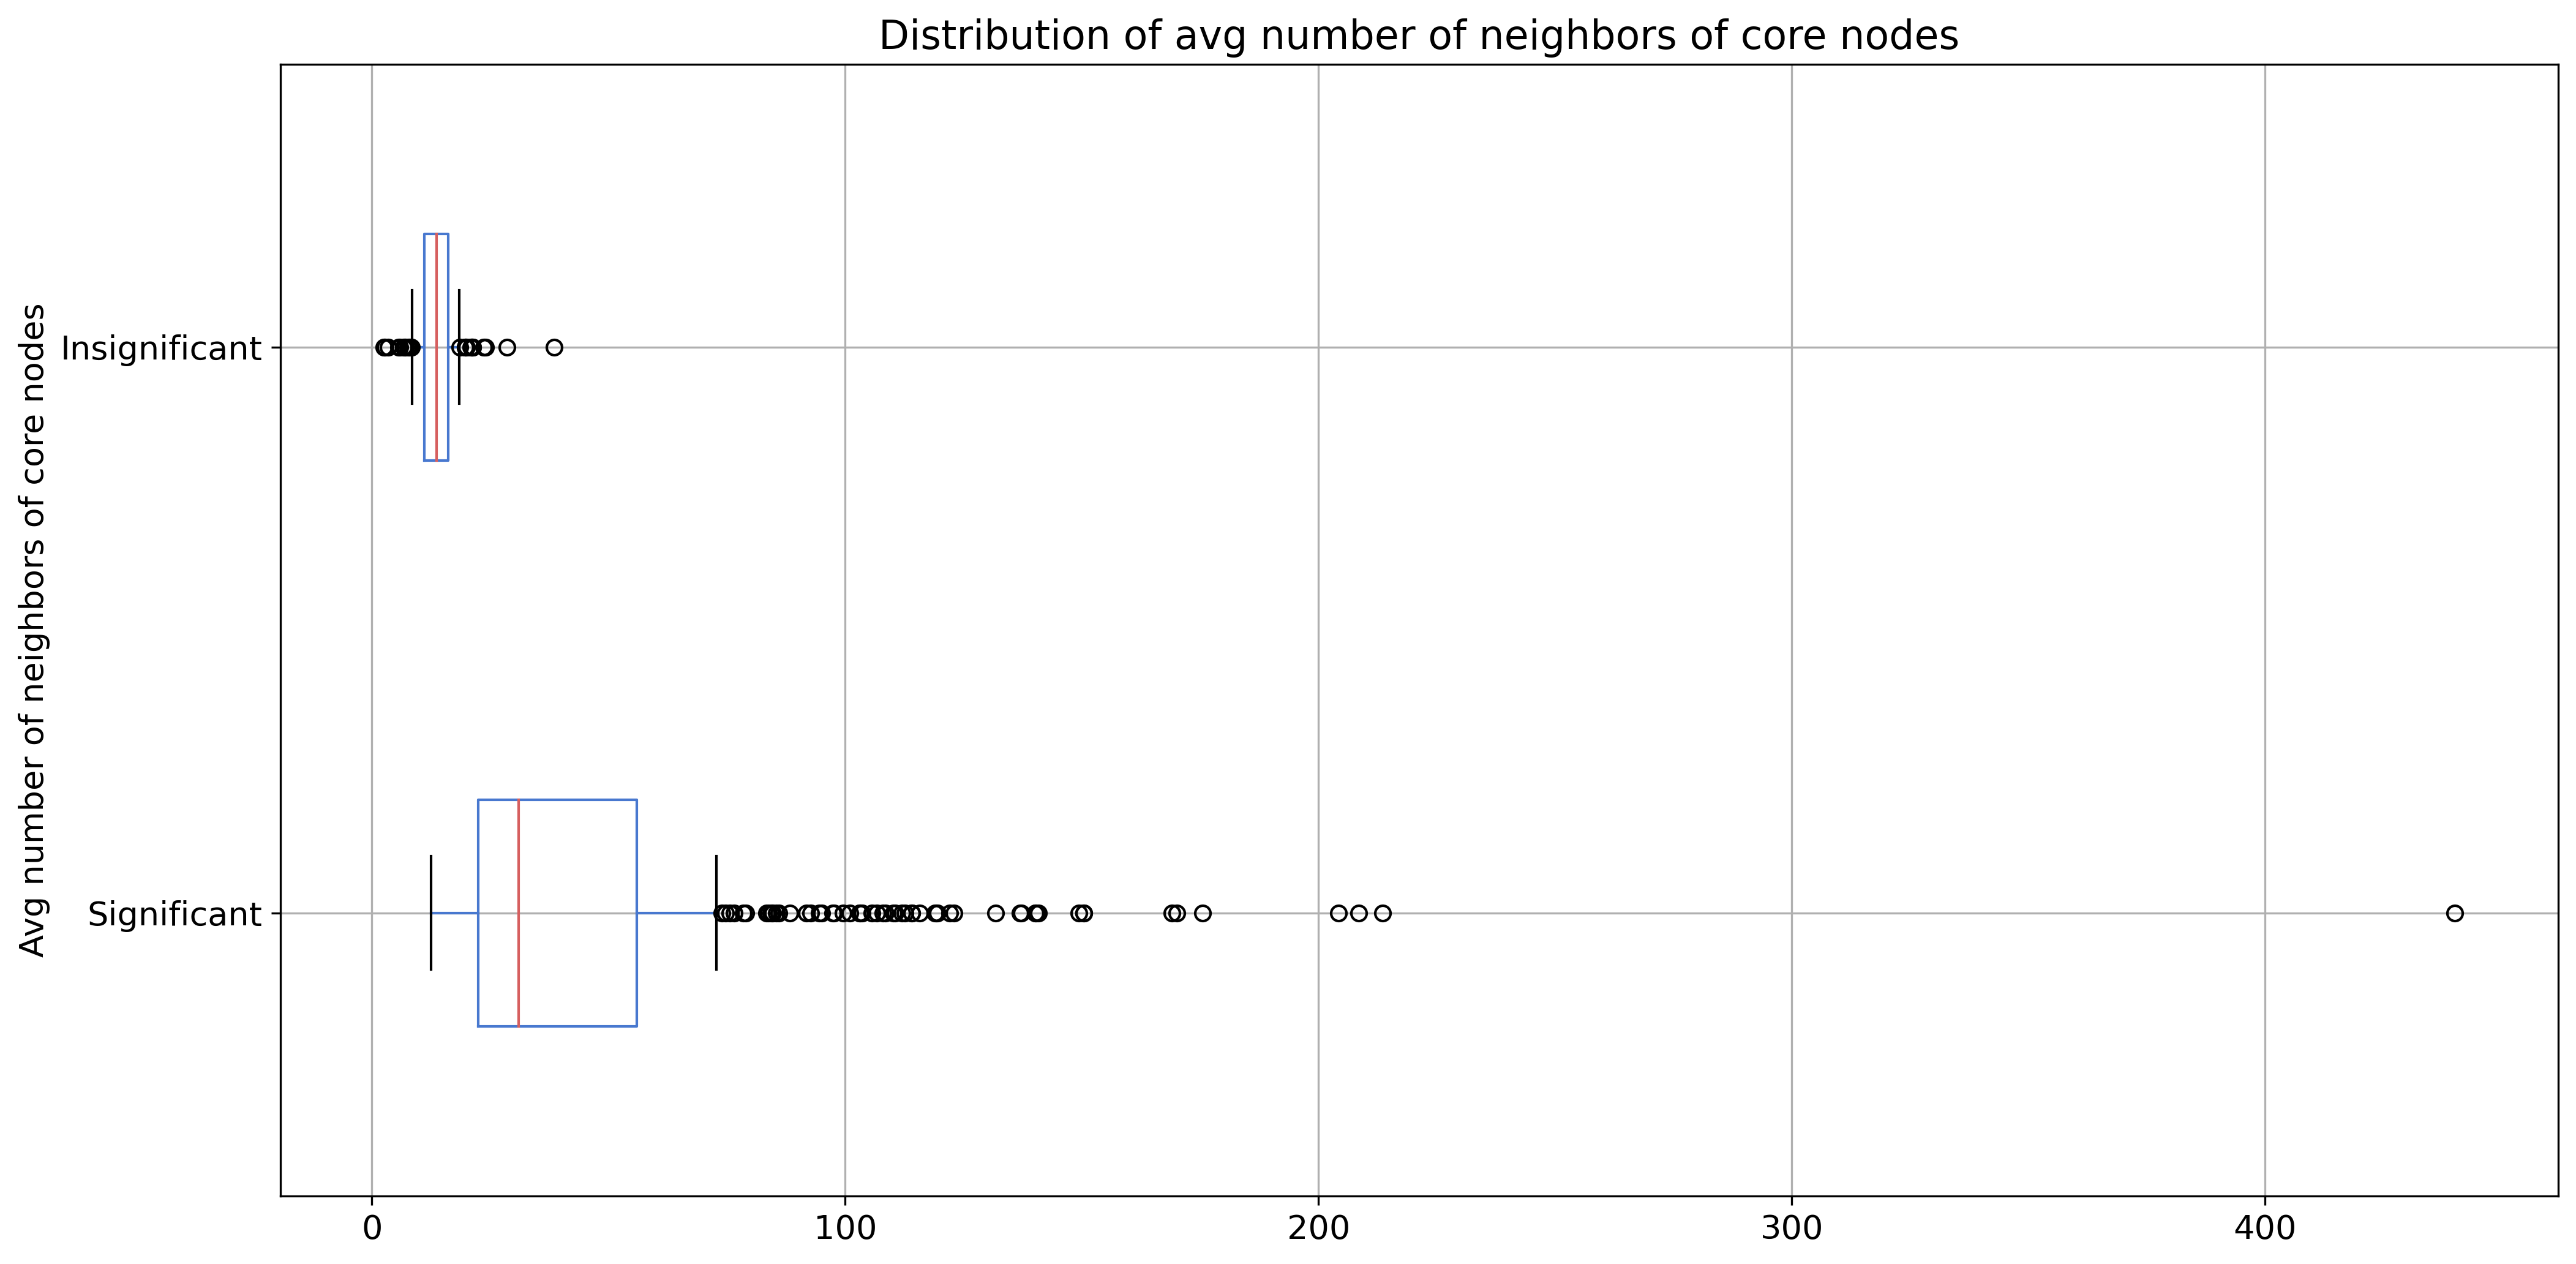 Distribution of avg number of neighbors of core nodes
Avg number of neighbors of core nodes
Insignificant
Significant
0 100 200 300 400